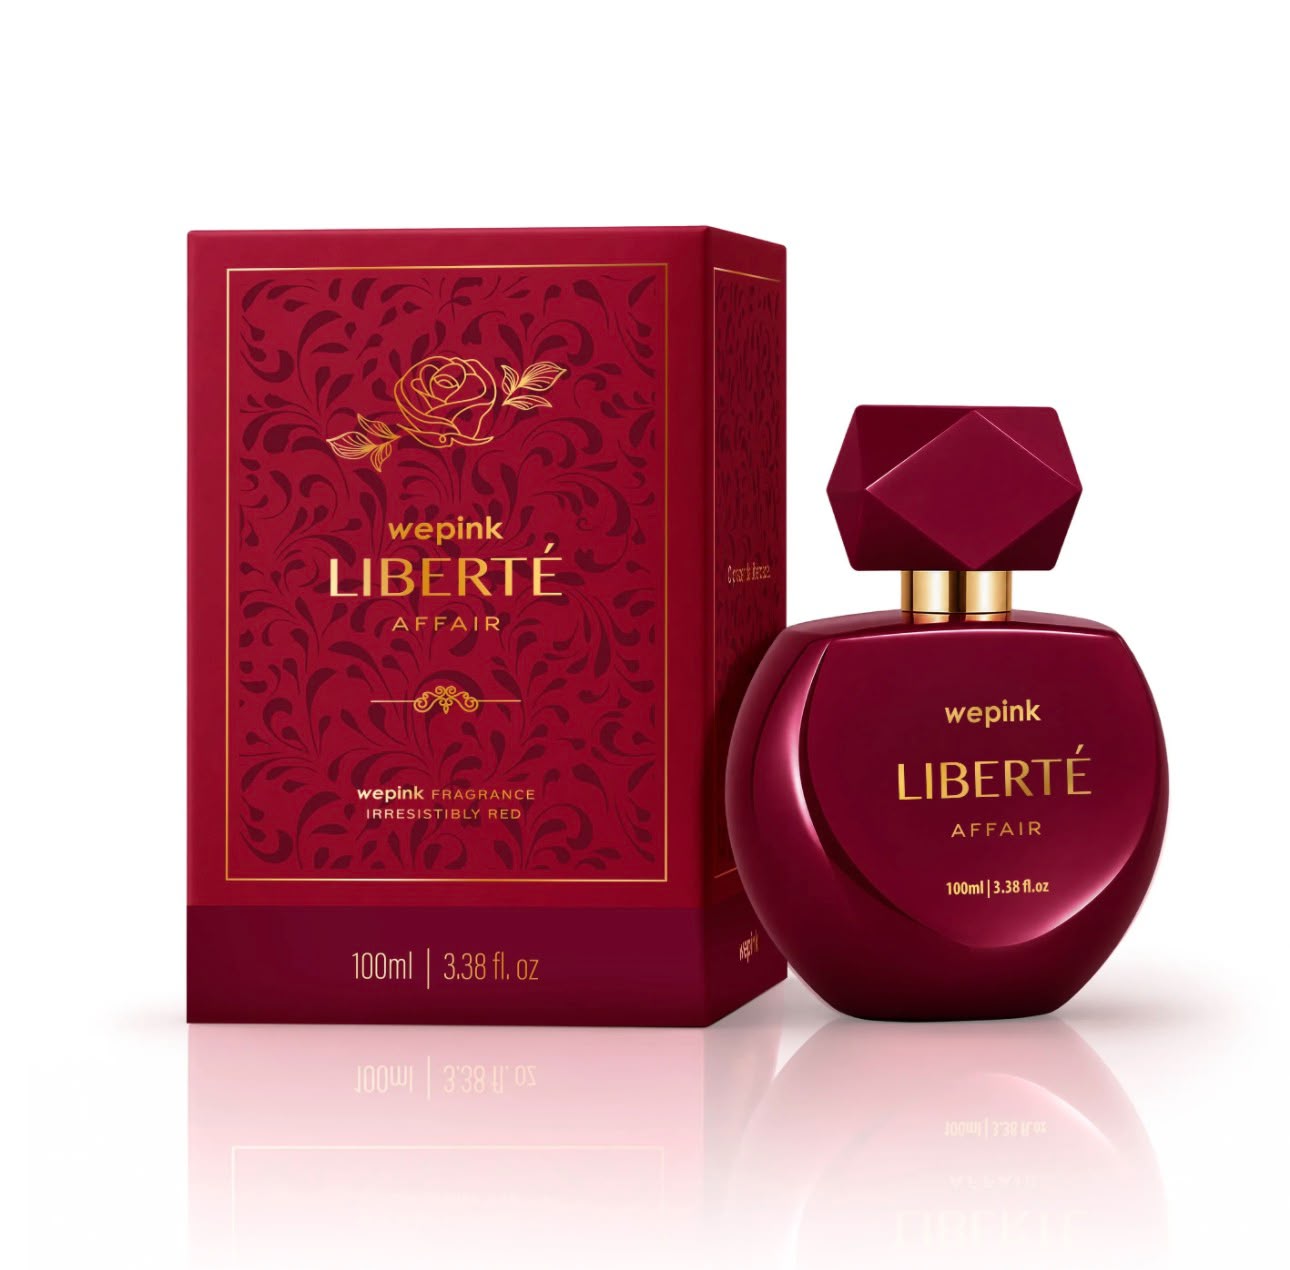 wepink
LIBERTÉ
AFFAIR
wepink FRAGRANCE
IRRESISTIBLY RED
100ml | 3.38 fl. oz
wepink
wepink
LIBERTÉ
AFFAIR
100ml | 3.38 fl.oz